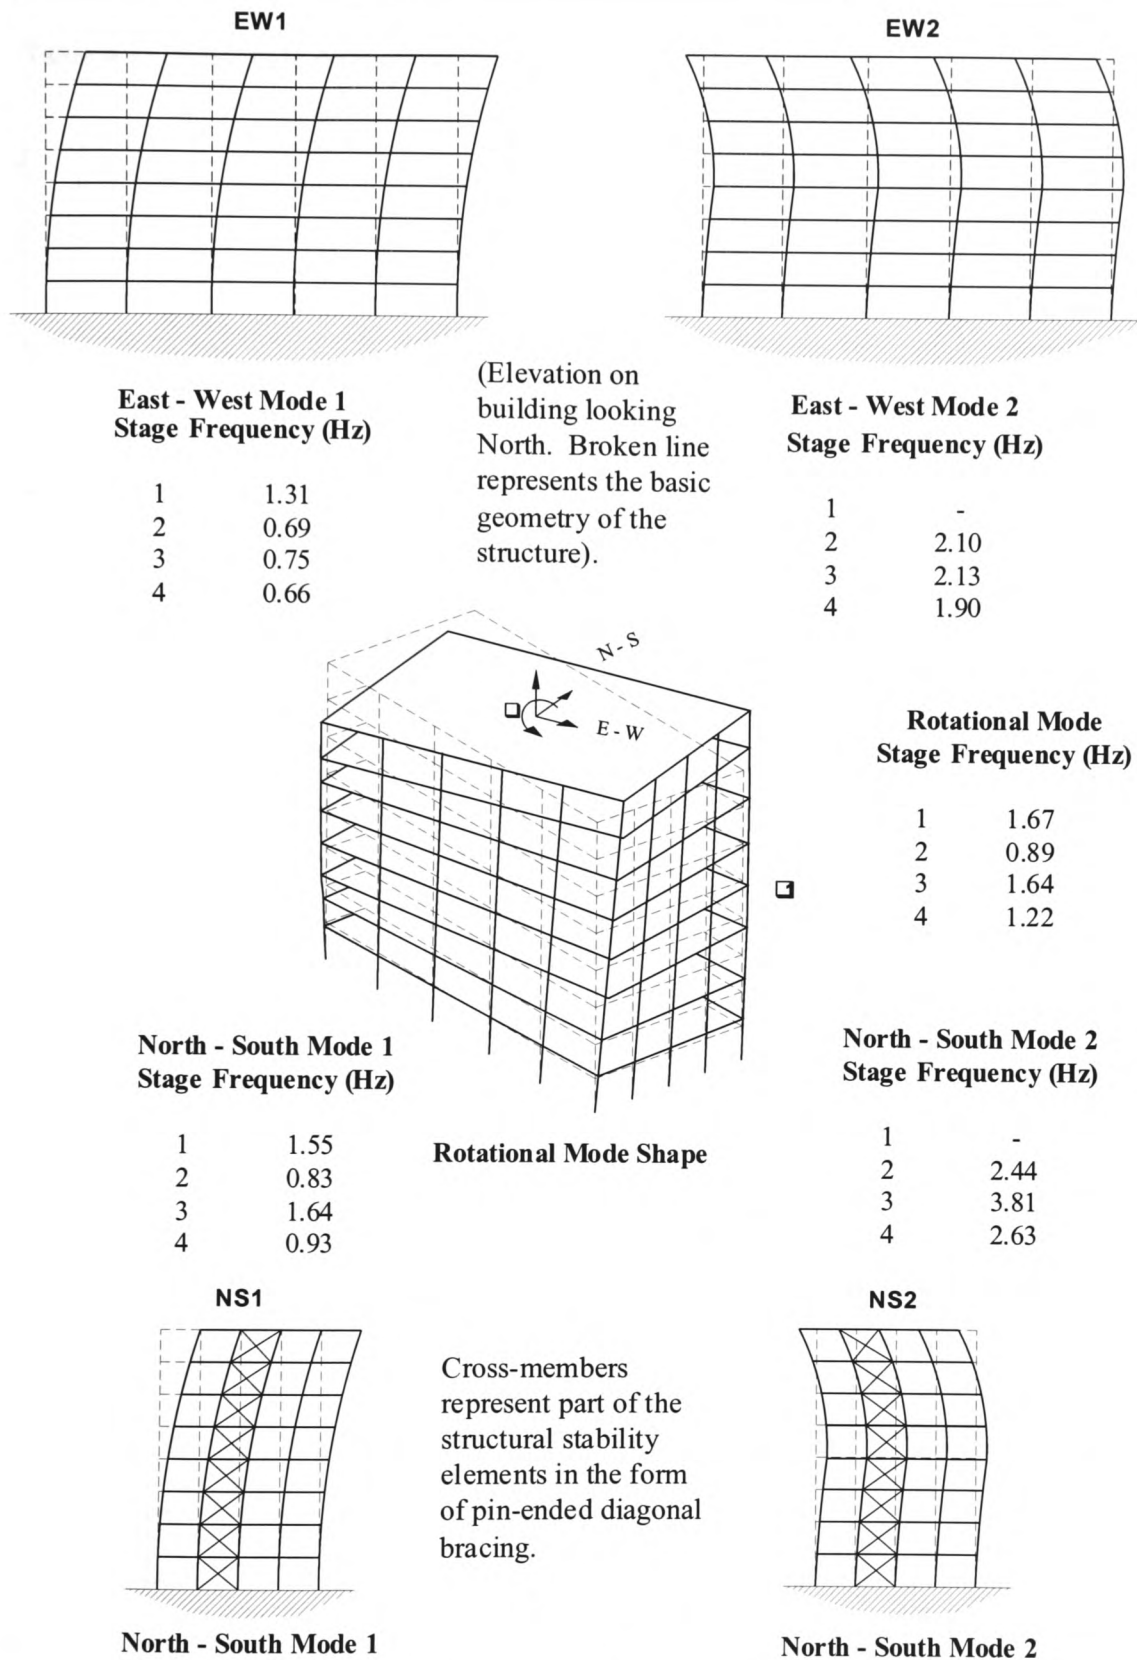 EW1
EW2
East - West Mode 1
Stage Frequency (Hz)
1 1.31
2 0.69
3 0.75
4 0.66
(Elevation on
building looking
North. Broken line
represents the basic
geometry of the
structure).
East - West Mode 2
Stage Frequency (Hz)
1 -
2 2.10
3 2.13
4 1.90
N - S
E - W
Rotational Mode
Stage Frequency (Hz)
1 1.67
2 0.89
3 1.64
4 1.22
1
North - South Mode 1
Stage Frequency (Hz)
1 1.55
2 0.83
3 1.64
4 0.93
Rotational Mode Shape
North - South Mode 2
Stage Frequency (Hz)
1 -
2 2.44
3 3.81
4 2.63
NS1
NS2
Cross-members
represent part of the
structural stability
elements in the form
of pin-ended diagonal
bracing.
North - South Mode 1
North - South Mode 2